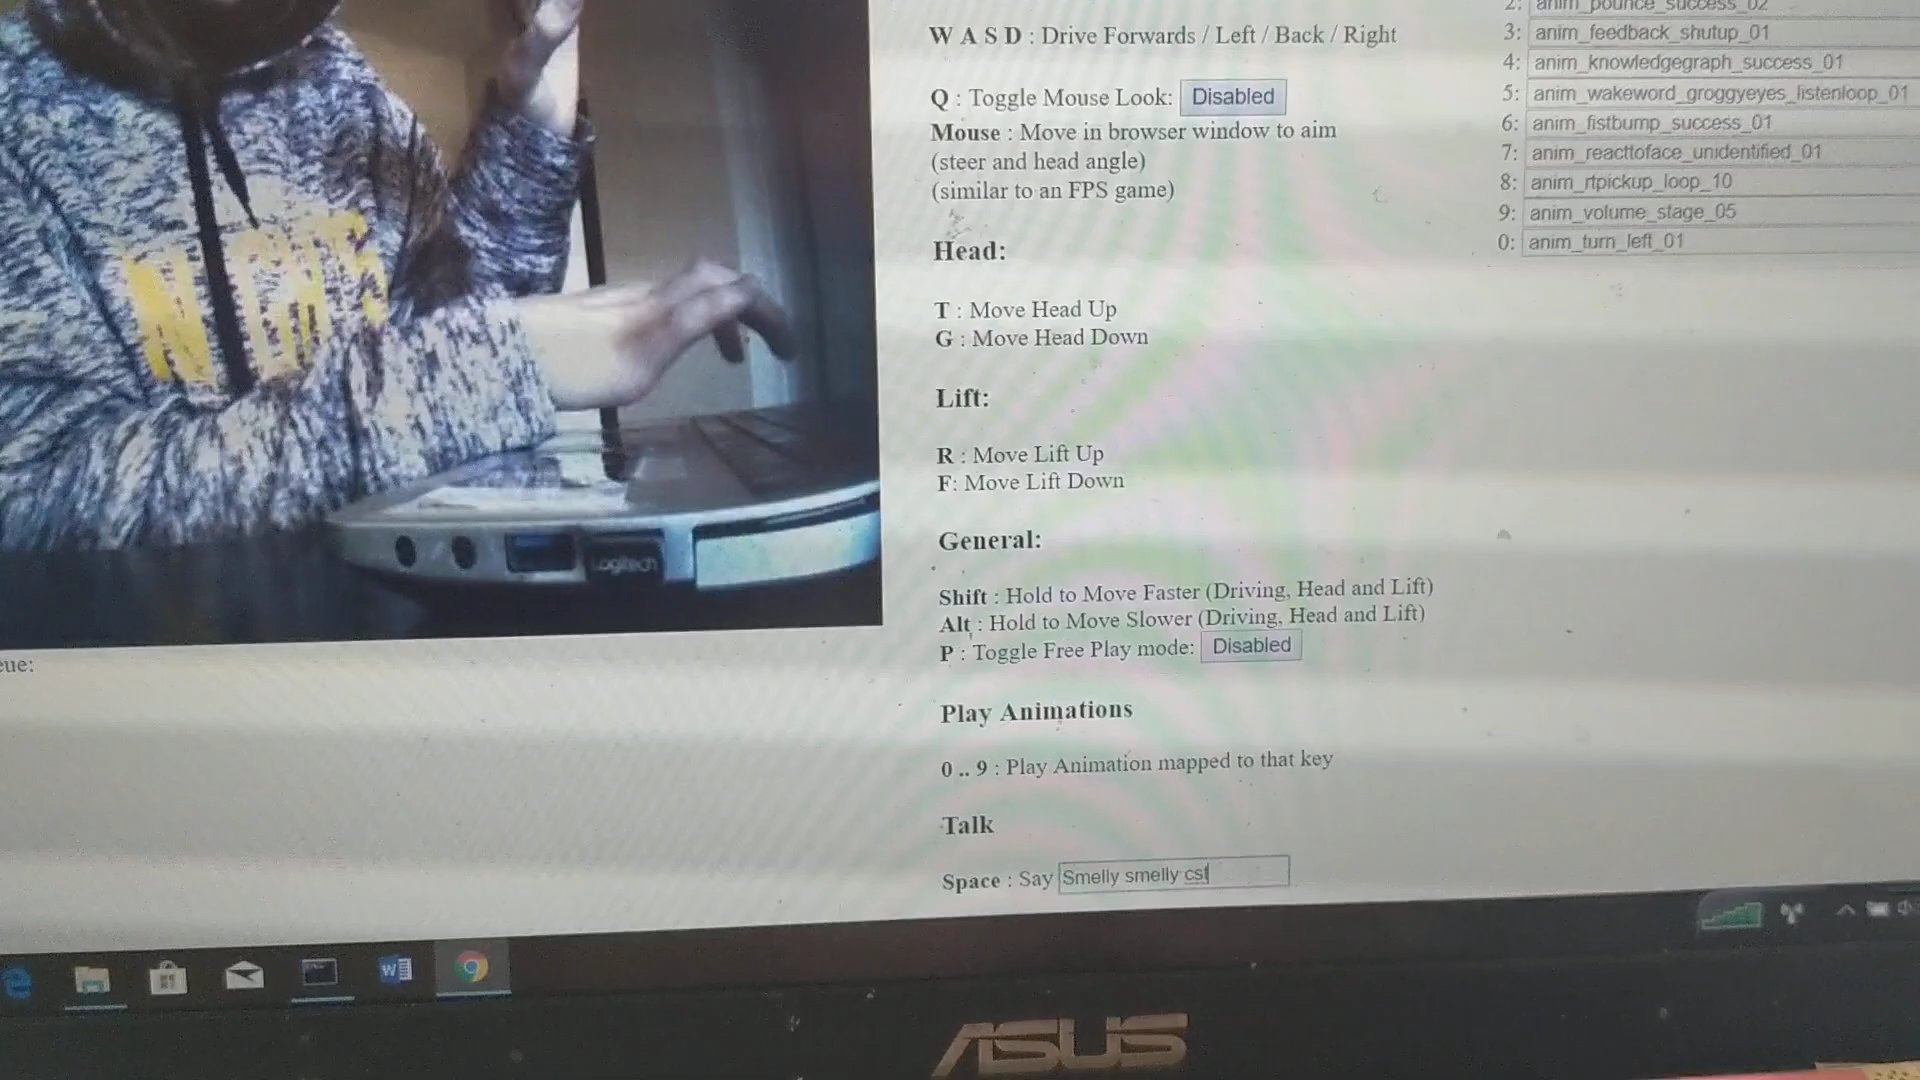 W A S D : Drive Forwards / Left / Back / Right
Q : Toggle Mouse Look: Disabled
Mouse : Move in browser window to aim
(steer and head angle)
(similar to an FPS game)
Head:
T : Move Head Up
G : Move Head Down
Lift:
R : Move Lift Up
F: Move Lift Down
General:
Shift : Hold to Move Faster (Driving, Head and Lift)
Alt : Hold to Move Slower (Driving, Head and Lift)
P : Toggle Free Play mode: Disabled
Play Animations
0 .. 9 : Play Animation mapped to that key
Talk
Space : Say Smelly smelly cst
2: anim_pounce_success_02
3: anim_feedback_shutup_01
4: anim_knowledgegraph_success_01
5: anim_wakeword_groggyeyes_listenloop_01
6: anim_fistbump_success_01
7: anim_reacttoface_unidentified_01
8: anim_rtpickup_loop_10
9: anim_volume_stage_05
0: anim_turn_left_01
Logitech
ASUS